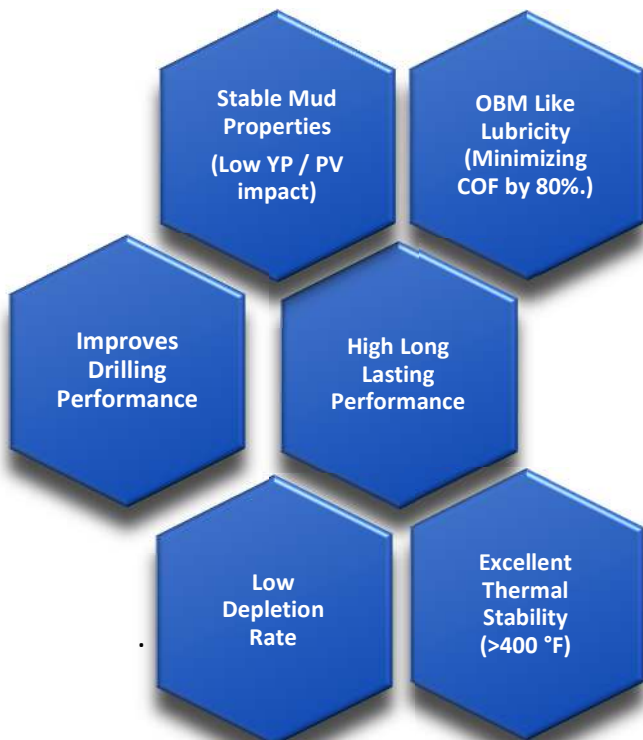 Stable Mud
Properties
(Low YP / PV
impact)
OBM Like
Lubricity
(Minimizing
COF by 80%.)
Improves
Drilling
Performance
High Long
Lasting
Performance
Low
Depletion
Rate
.
Excellent
Thermal
Stability
(>400 °F)